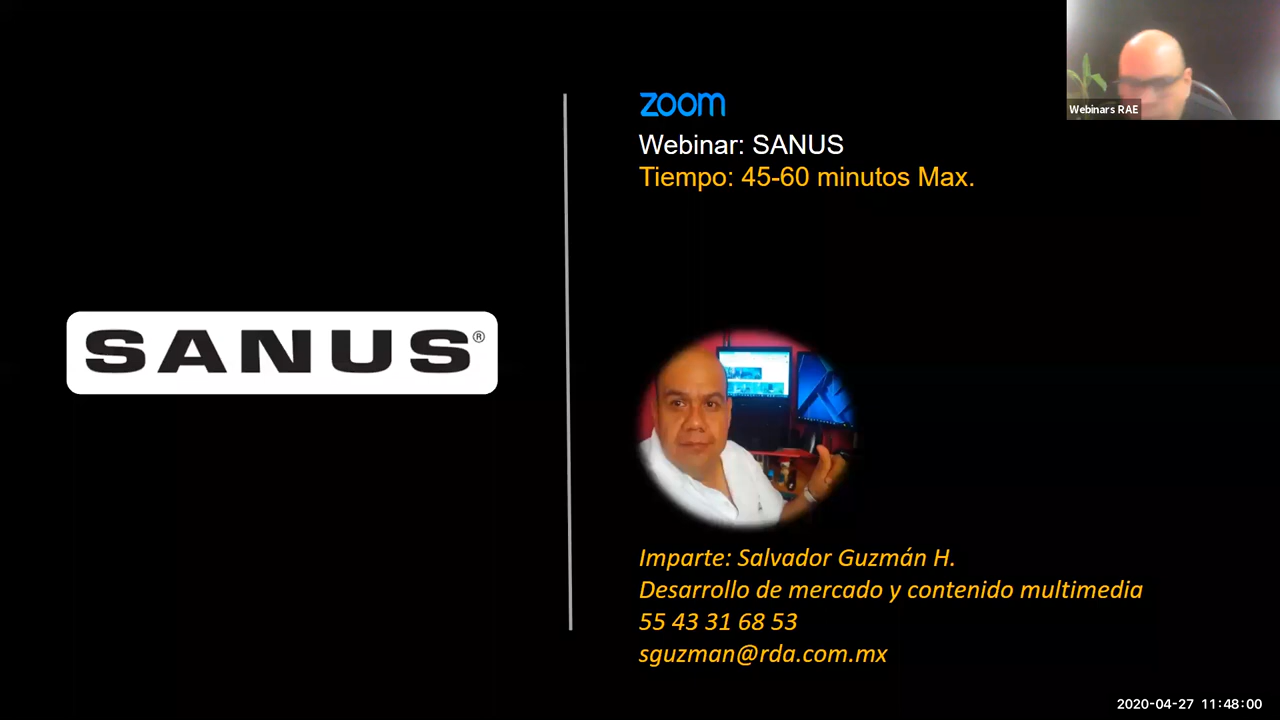 zoom
Webinars RAE
Webinar: SANUS
Tiempo: 45-60 minutos Max.
SANUS®
Imparte: Salvador Guzmán H.
Desarrollo de mercado y contenido multimedia
55 43 31 68 53
sguzman@rda.com.mx
2020-04-27 11:48:00